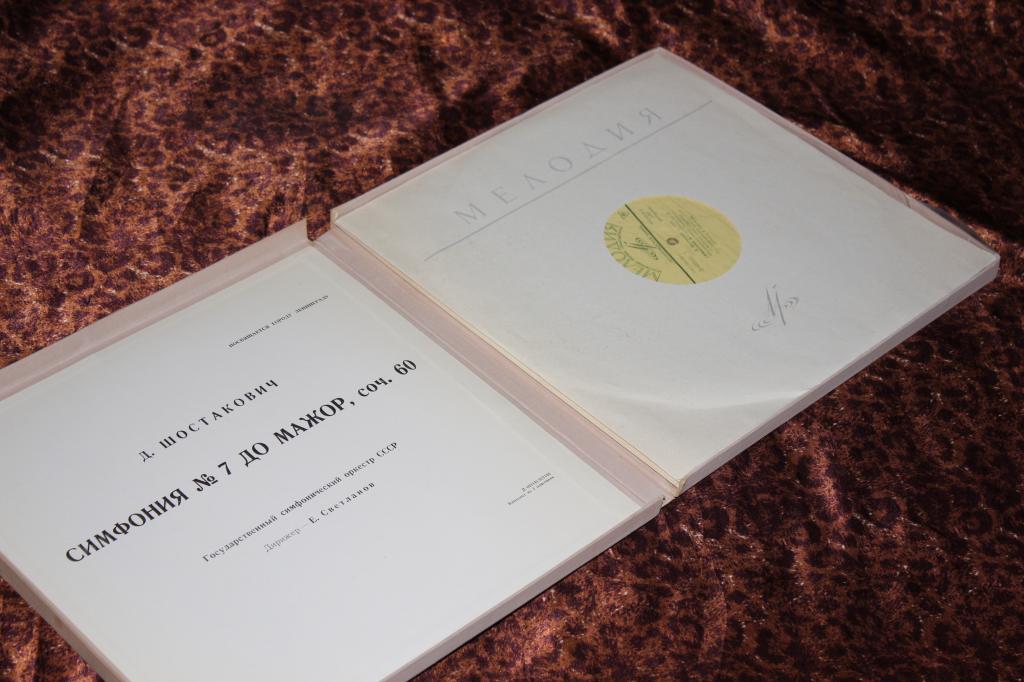 ПОСВЯЩАЕТСЯ ГОРОДУ ЛЕНИНГРАДУ
Д. ШОСТАКОВИЧ
СИМФОНИЯ № 7 ДО МАЖОР, соч. 60
Государственный симфонический оркестр СССР
Дирижер — Е. Светланов
МЕЛОДИЯ
МЕЛОДИЯ